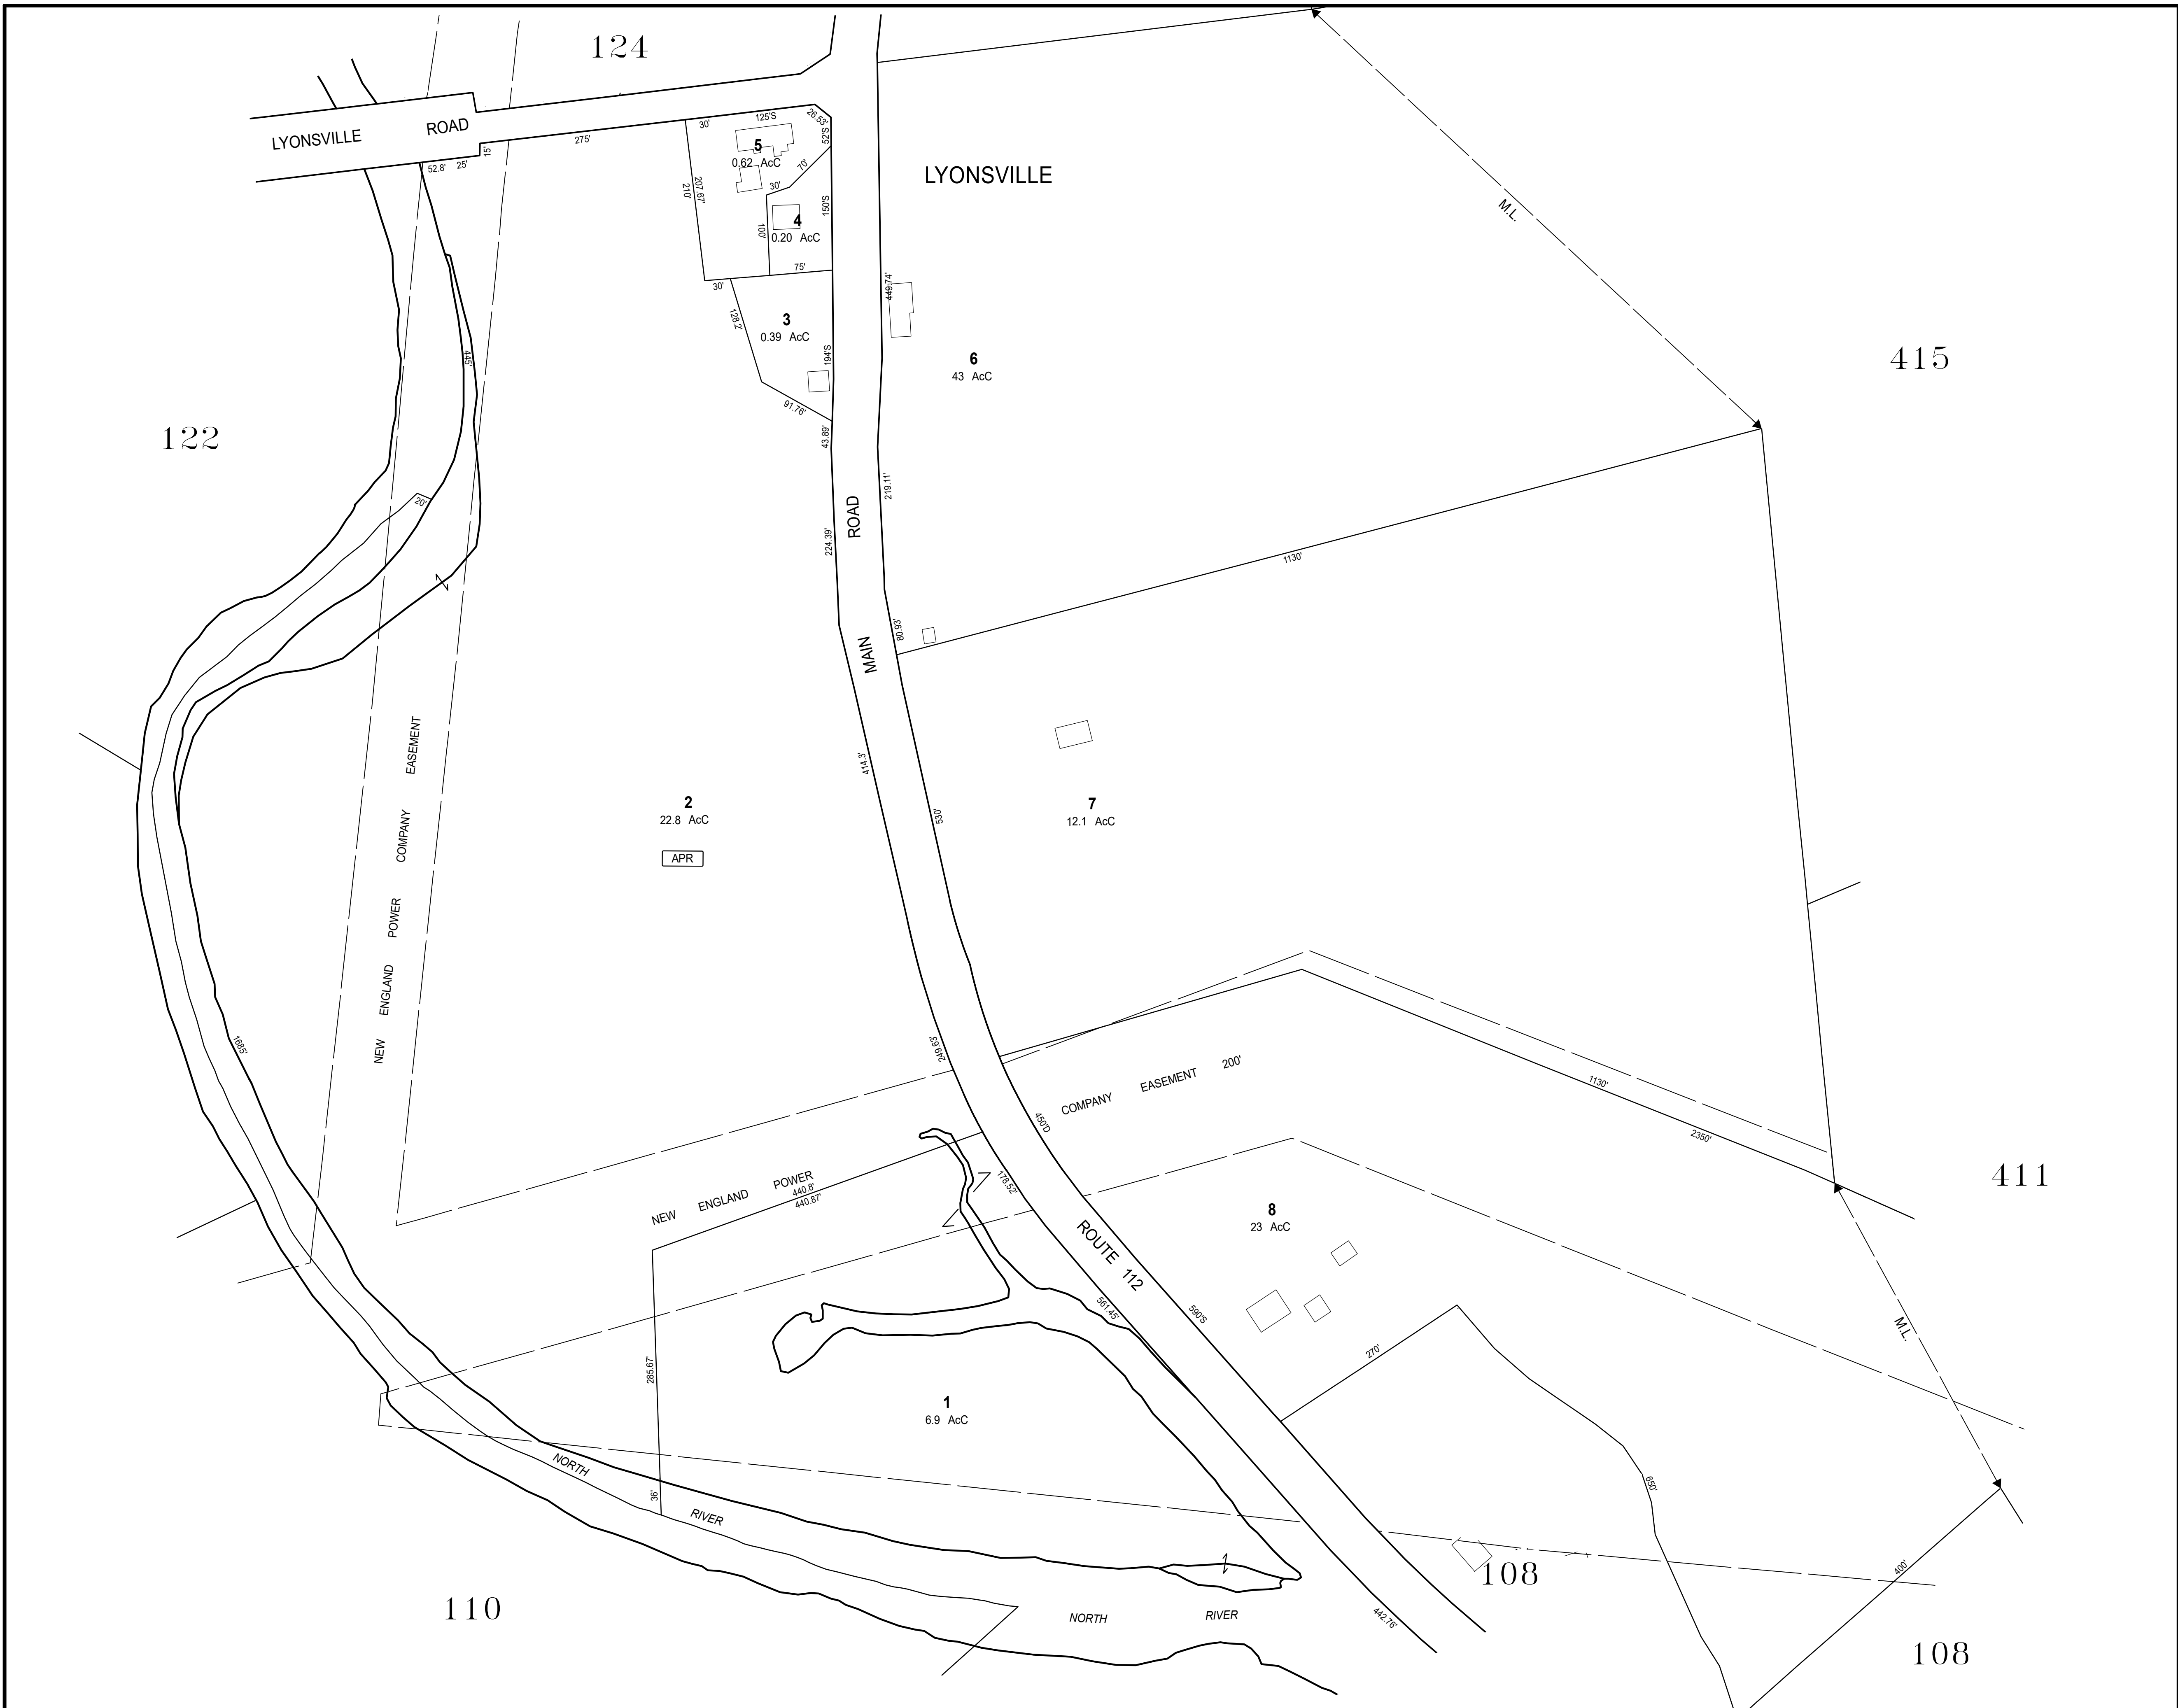 124
LYONSVILLE ROAD
52.8'
25'
15'
275'
30'
125'S
26.53'
52'S
5
0.62 AcC
70'
30'
207.67'
210'
150'S
4
0.20 AcC
100'
75'
30'
LYONSVILLE
M.L.
449.74'
128.2'
3
0.39 AcC
194'S
91.76'
43.89'
6
43 AcC
415
445'
122
20'
219.11'
224.39'
MAIN ROAD
1130'
80.93'
414.3'
530'
NEW ENGLAND POWER COMPANY EASEMENT
2
22.8 AcC
APR
7
12.1 AcC
1685'
249.63'
450'D
COMPANY EASEMENT 200'
1130'
2350'
411
NEW ENGLAND POWER
440.8'
440.87'
178.52'
ROUTE 112
8
23 AcC
561.45'
590'S
285.67'
270'
M.L.
1
6.9 AcC
36'
NORTH RIVER
650'
400'
108
110
NORTH RIVER
442.76'
108